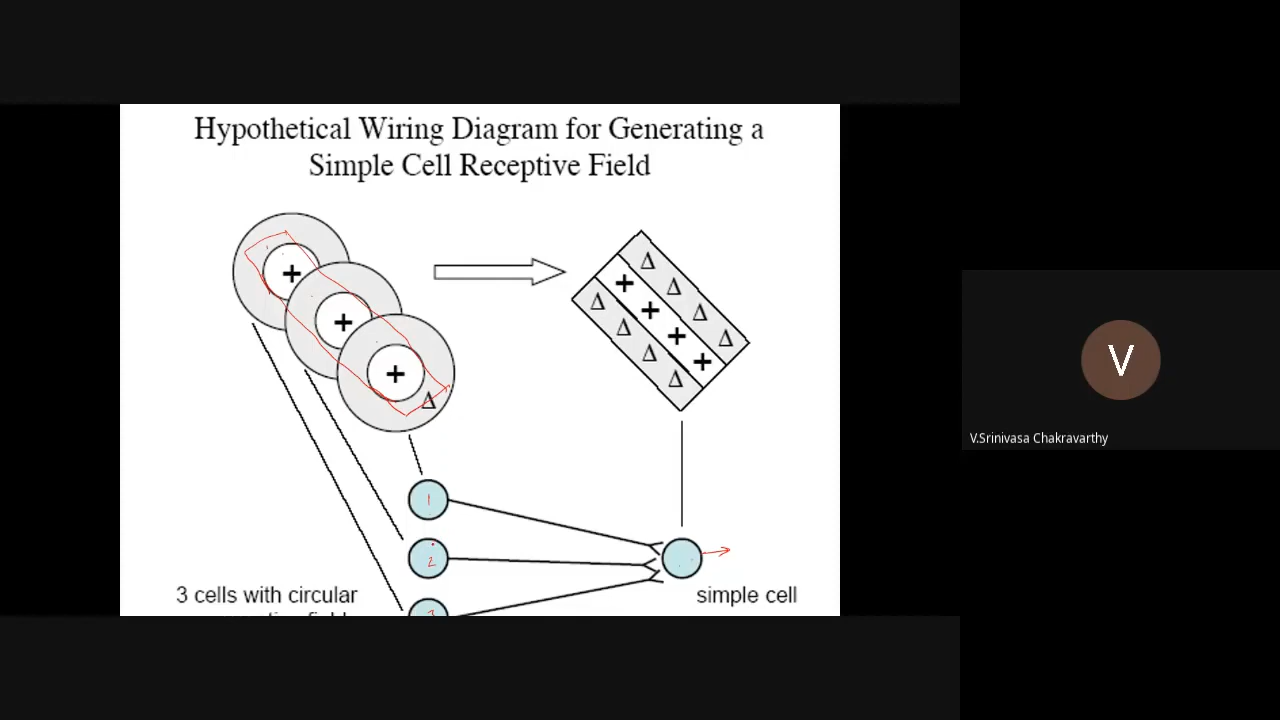 Hypothetical Wiring Diagram for Generating a
Simple Cell Receptive Field
+
+
+
Δ
Δ
Δ
Δ
Δ
+
+
+
+
Δ
Δ
Δ
Δ
1
2
3 cells with circular
simple cell
V
V.Srinivasa Chakravarthy